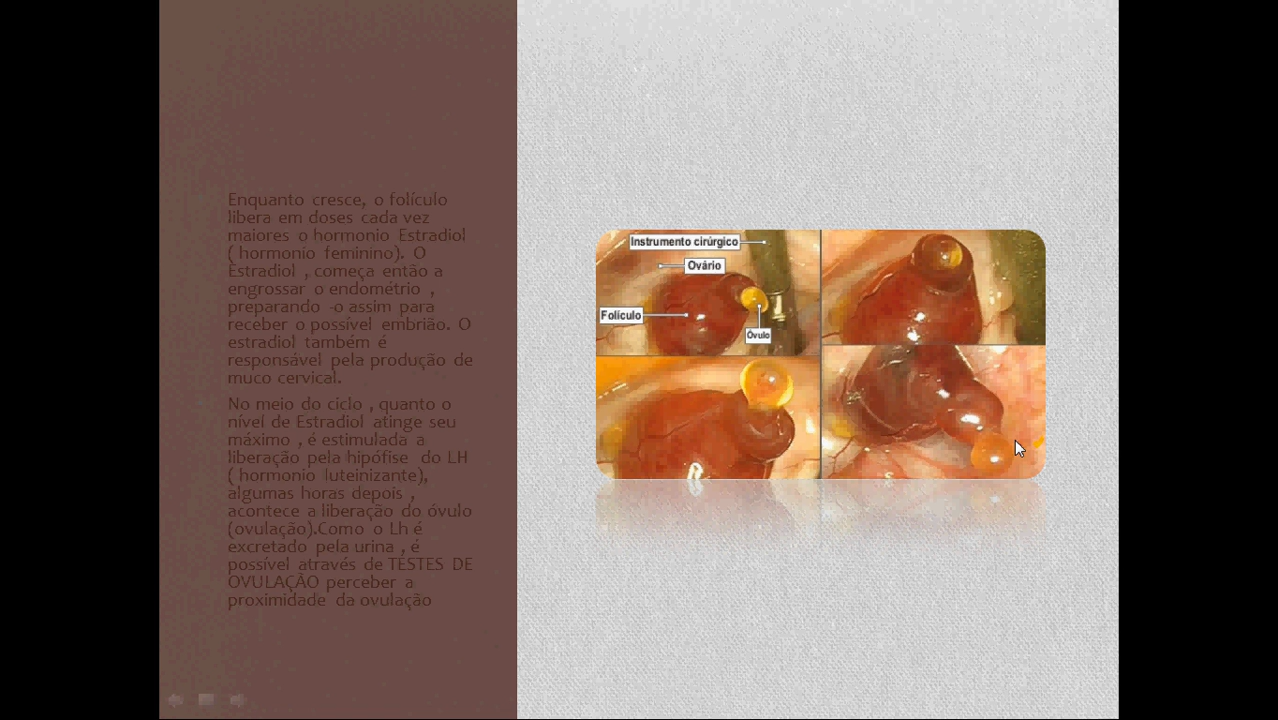 Enquanto cresce, o folículo
libera em doses cada vez
maiores o hormonio Estradiol
( hormonio feminino). O
Estradiol , começa então a
engrossar o endométrio ,
preparando -o assim para
receber o possível embrião. O
estradiol também é
responsável pela produção de
muco cervical.
No meio do ciclo , quanto o
nível de Estradiol atinge seu
máximo , é estimulada a
liberação pela hipófise do LH
( hormonio luteinizante),
algumas horas depois ,
acontece a liberação do óvulo
(ovulação).Como o Lh é
excretado pela urina , é
possível através de TESTES DE
OVULAÇÃO perceber a
proximidade da ovulação
Instrumento cirúrgico
Ovário
Folículo
Óvulo